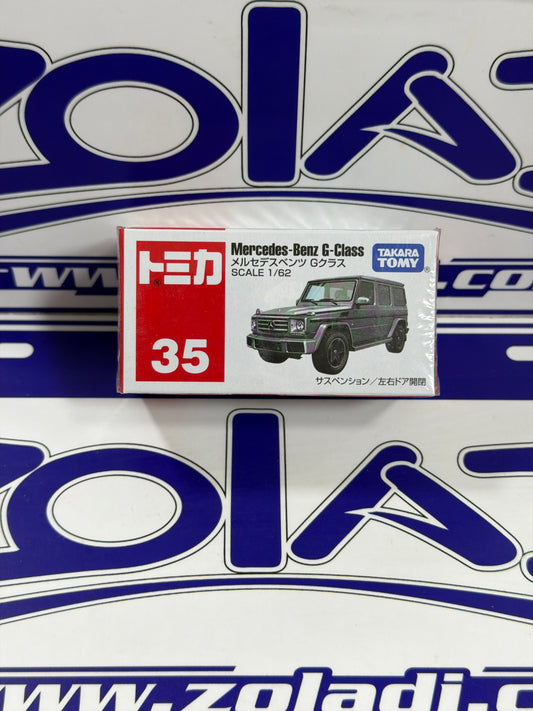 ZOLA
トミカ
®
35
Mercedes-Benz G-Class
メルセデスベンツ Gクラス
SCALE 1/62
TAKARA
TOMY
サスペンション/左右ドア開閉
ZOLA
www.zoladi.c